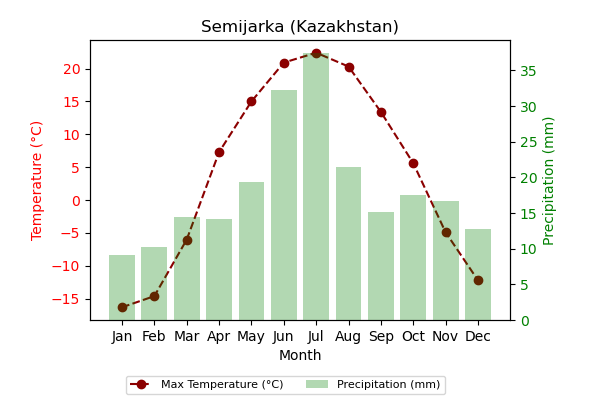 Semijarka (Kazakhstan)
Temperature (°C)
20
15
10
5
0
−5
−10
−15
35
30
25
20
15
10
5
0
Precipitation (mm)
Jan Feb Mar Apr May Jun Jul Aug Sep Oct Nov Dec
Month
Max Temperature (°C) Precipitation (mm)